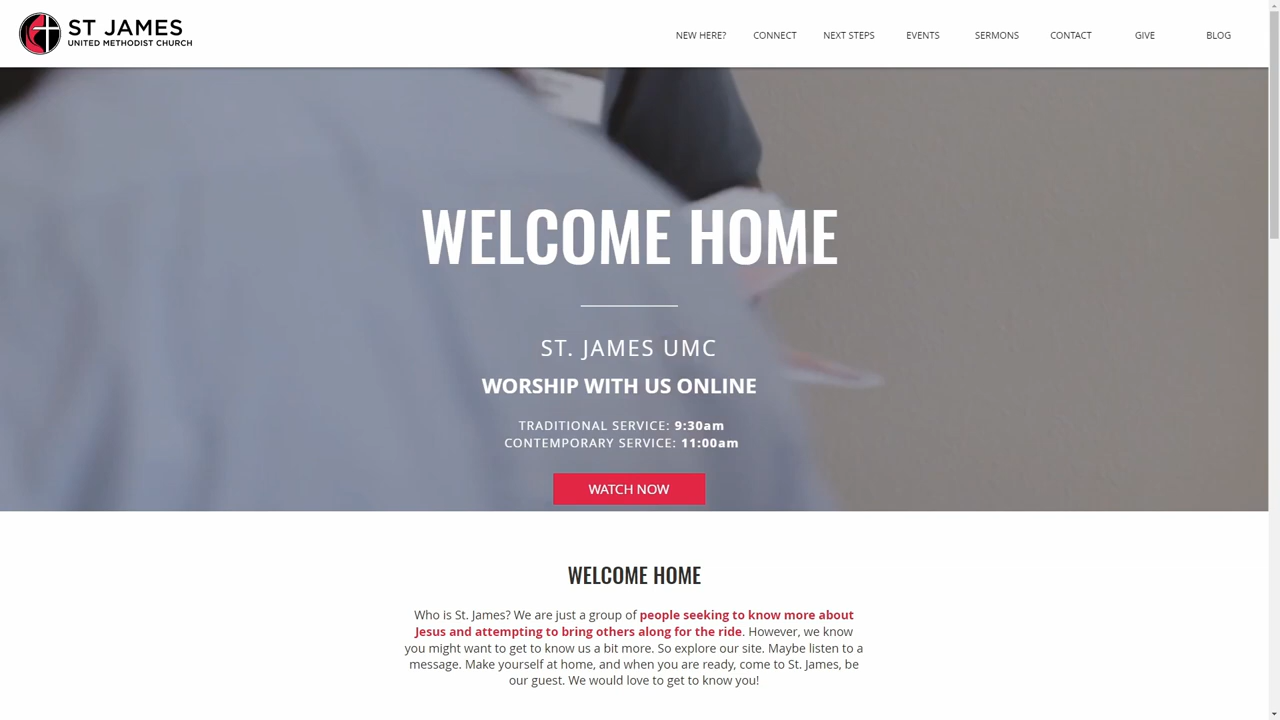 ST JAMES
UNITED METHODIST CHURCH
NEW HERE?
CONNECT
NEXT STEPS
EVENTS
SERMONS
CONTACT
GIVE
BLOG
WELCOME HOME
ST. JAMES UMC
WORSHIP WITH US ONLINE
TRADITIONAL SERVICE: 9:30am
CONTEMPORARY SERVICE: 11:00am
WATCH NOW
WELCOME HOME
Who is St. James? We are just a group of people seeking to know more about
Jesus and attempting to bring others along for the ride. However, we know
you might want to get to know us a bit more. So explore our site. Maybe listen to a
message. Make yourself at home, and when you are ready, come to St. James, be
our guest. We would love to get to know you!